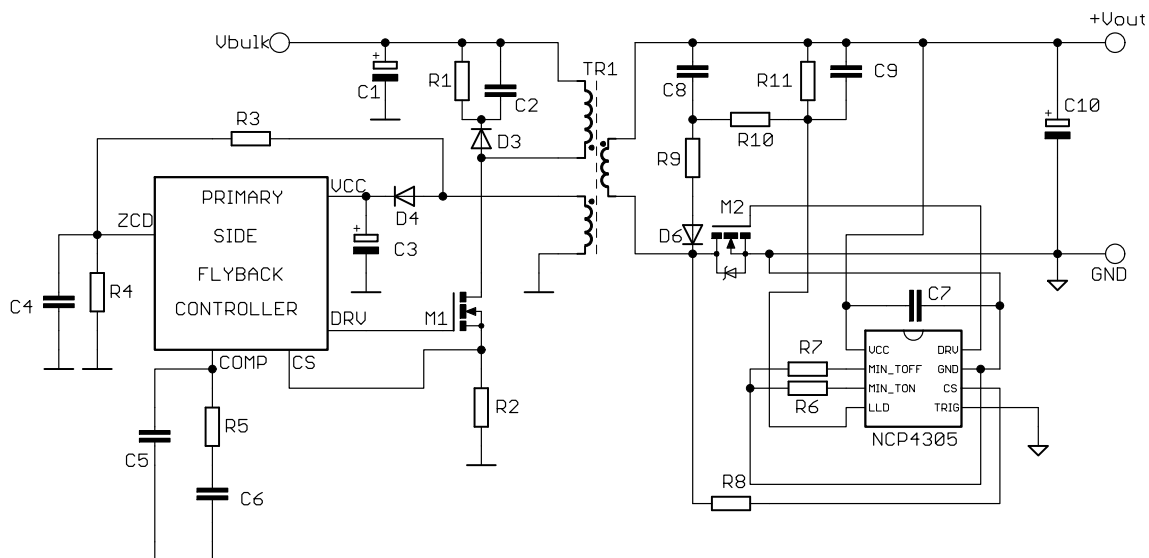 +Vout
Vbulk
C1
R1
C2
TR1
C8
R11
C9
C10
R3
D3
R10
R9
PRIMARY
SIDE
FLYBACK
CONTROLLER
VCC
D4
ZCD
C3
D6
M2
GND
C4
R4
DRV
M1
C7
COMP
CS
R7
R6
VCC
MIN_TOFF
MIN_TON
LLD
DRV
GND
CS
TRIG
NCP4305
R2
R5
C5
C6
R8